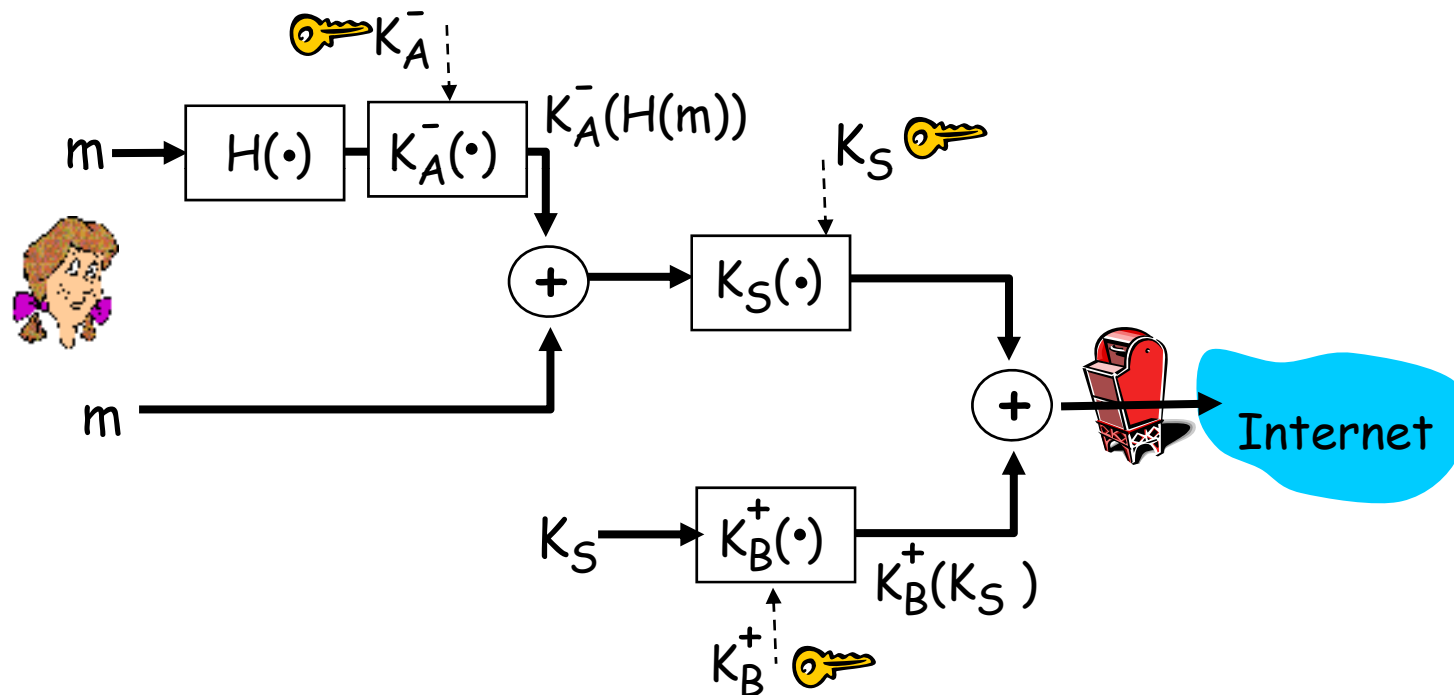 K_A^-
m
H(•)
K_A^-(•)
K_A^-(H(m))
K_S
+
K_S(•)
m
+
Internet
K_S
K_B^+(•)
K_B^+(K_S )
K_B^+